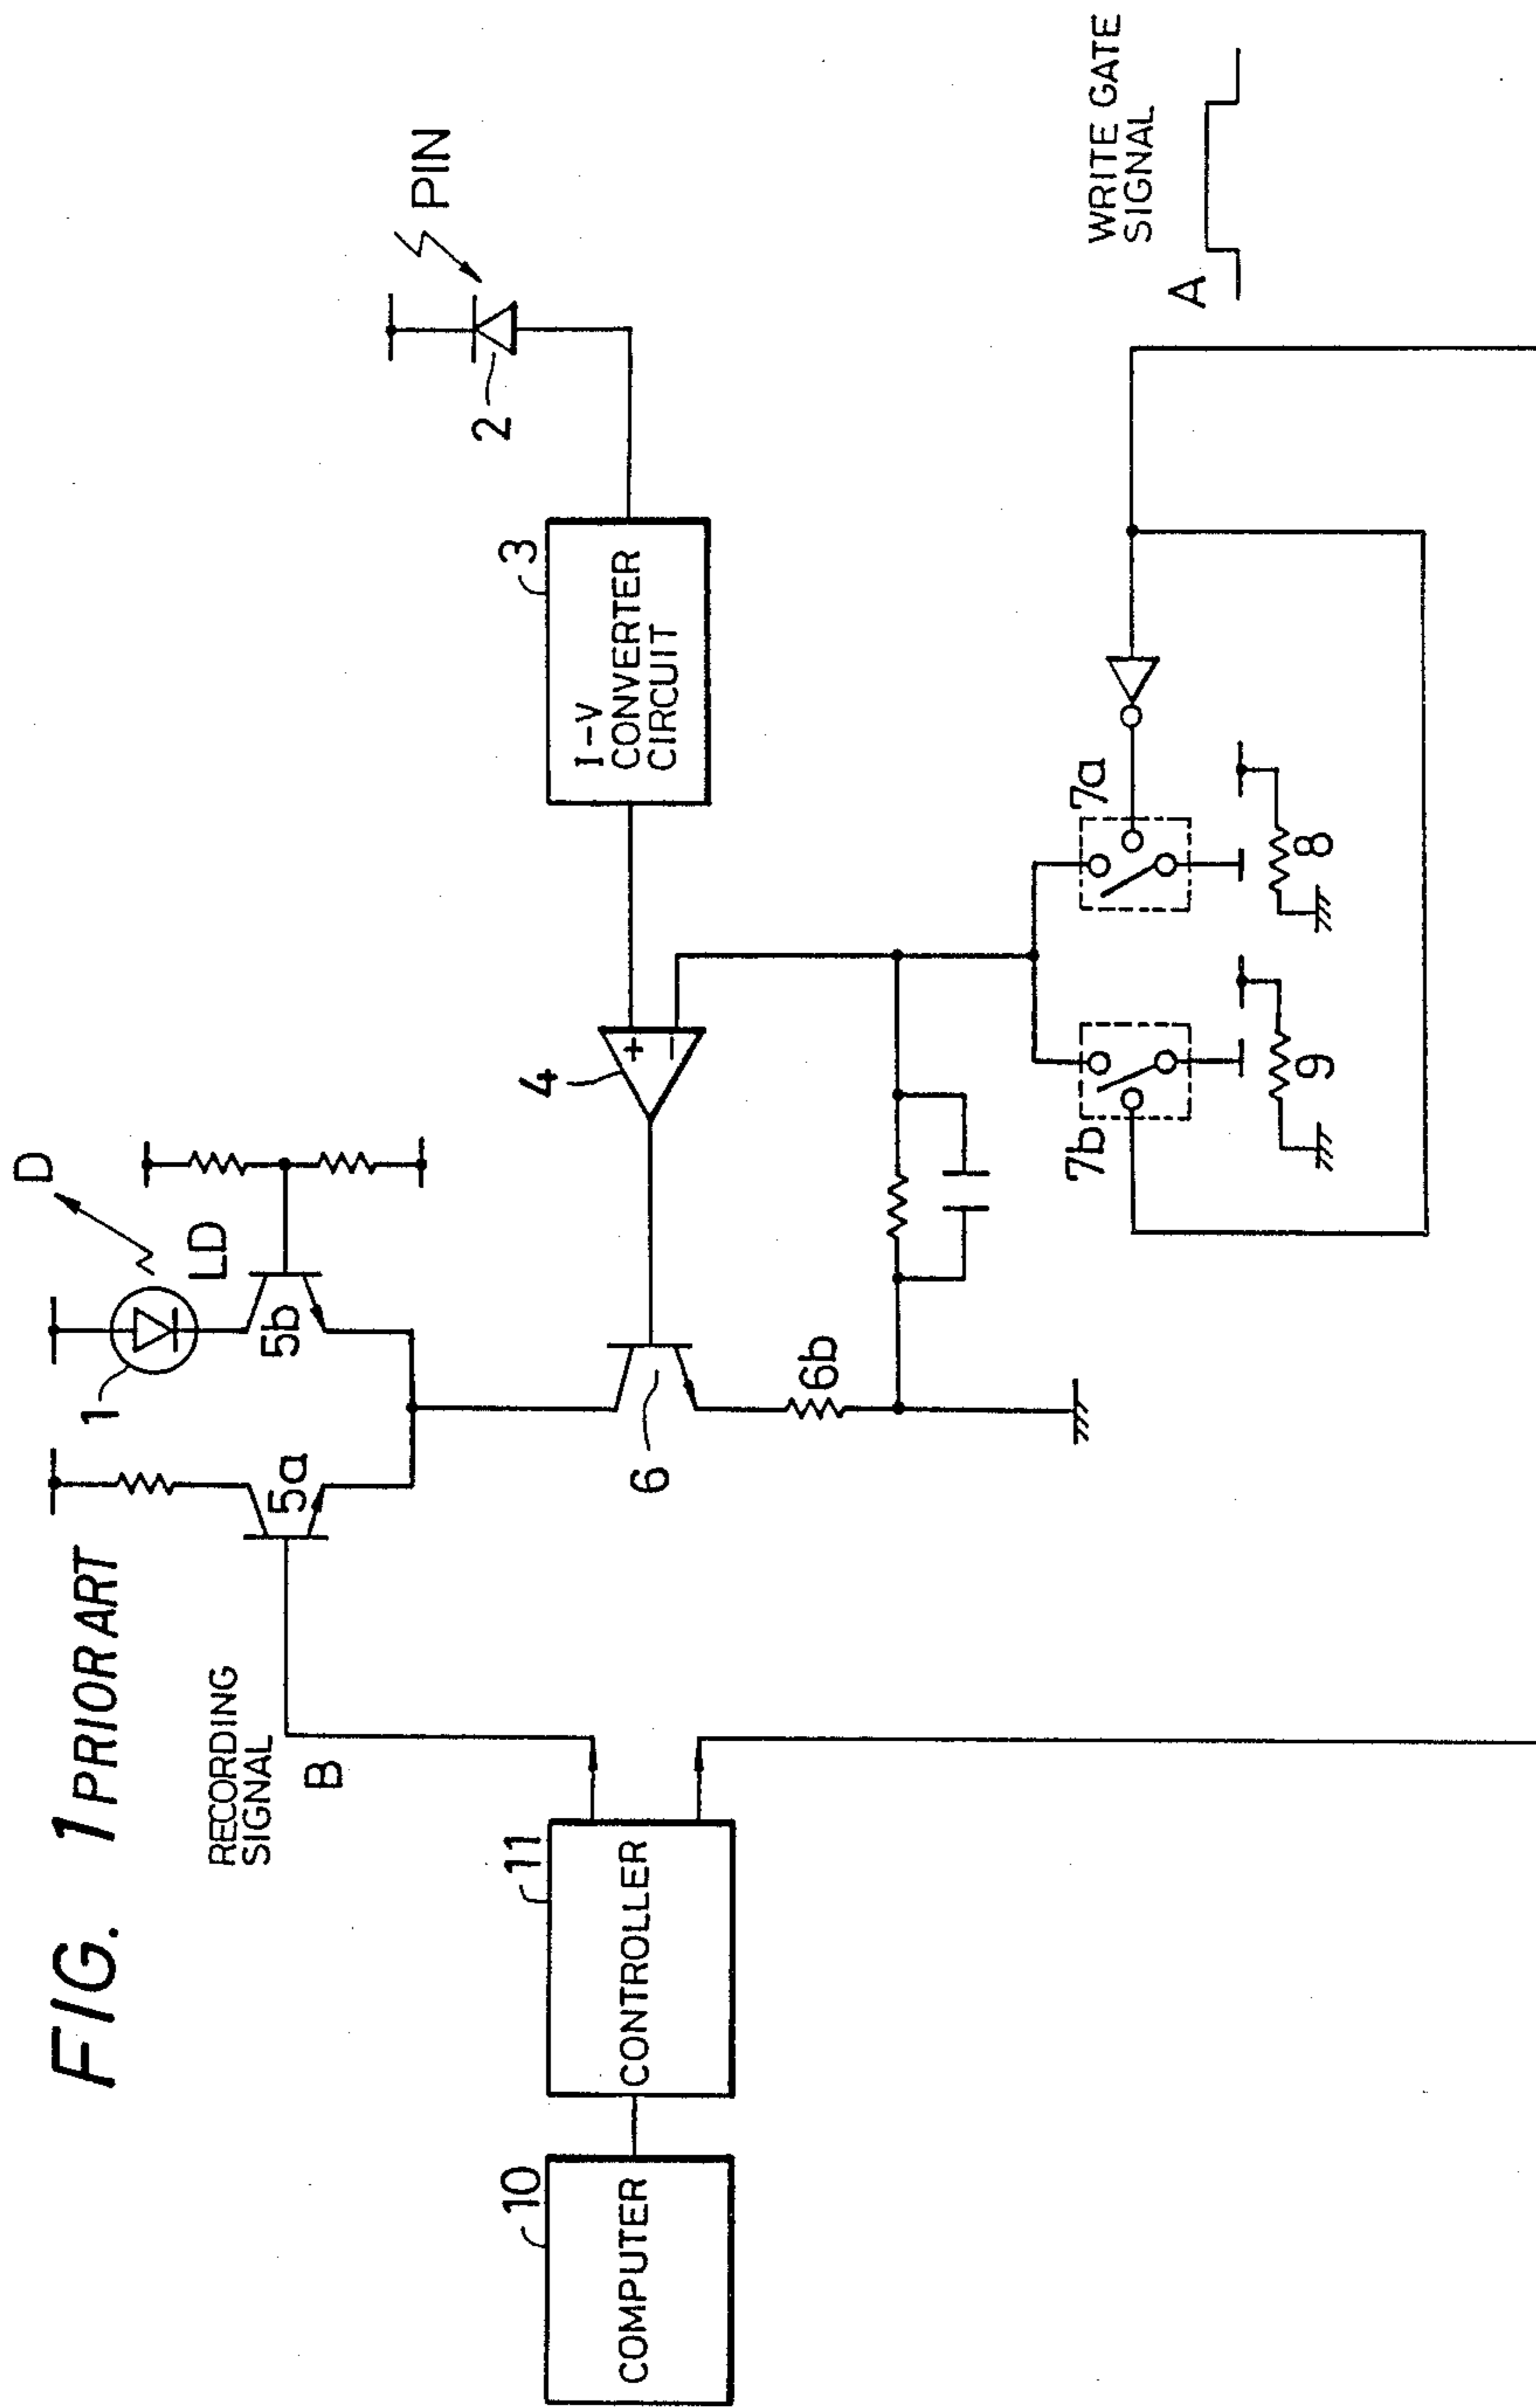 FIG. 1 PRIOR ART
RECORDING
SIGNAL
B
5a
1
LD
D
5b
6
6b
4
+
−
3
I-V
CONVERTER
CIRCUIT
2
PIN
10
COMPUTER
11
CONTROLLER
7b
9
7a
8
A
WRITE GATE
SIGNAL